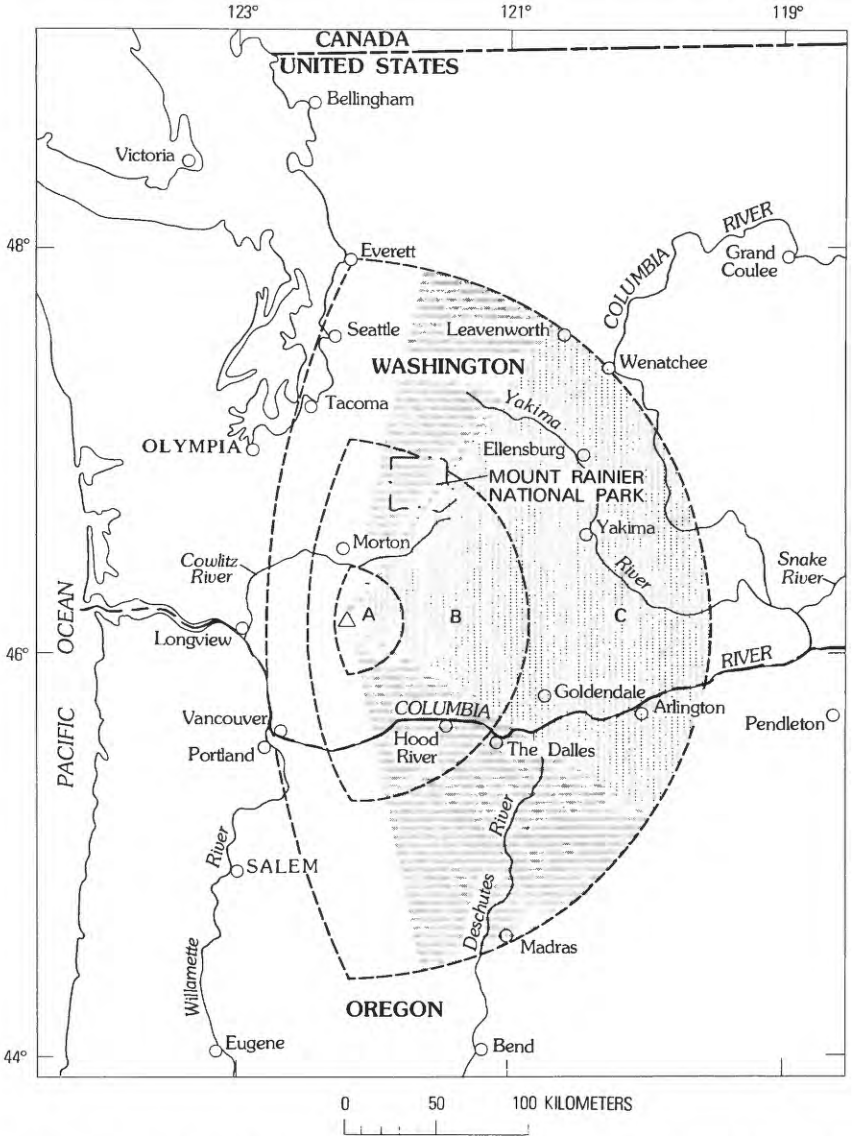 123°
121°
119°
CANADA
UNITED STATES
Bellingham
Victoria
48°
Everett
COLUMBIA
RIVER
Grand
Coulee
Seattle
Leavenworth
WASHINGTON
Wenatchee
Tacoma
Yakima
OLYMPIA
Ellensburg
MOUNT RAINIER
NATIONAL PARK
Morton
Yakima
Cowlitz
River
River
Snake
River
A
B
C
Longview
46°
PACIFIC OCEAN
RIVER
Goldendale
COLUMBIA
Arlington
Vancouver
Hood
River
The Dalles
Pendleton
Portland
River
River
SALEM
Deschutes
Madras
Willamette
OREGON
Eugene
Bend
44°
0 50 100 KILOMETERS